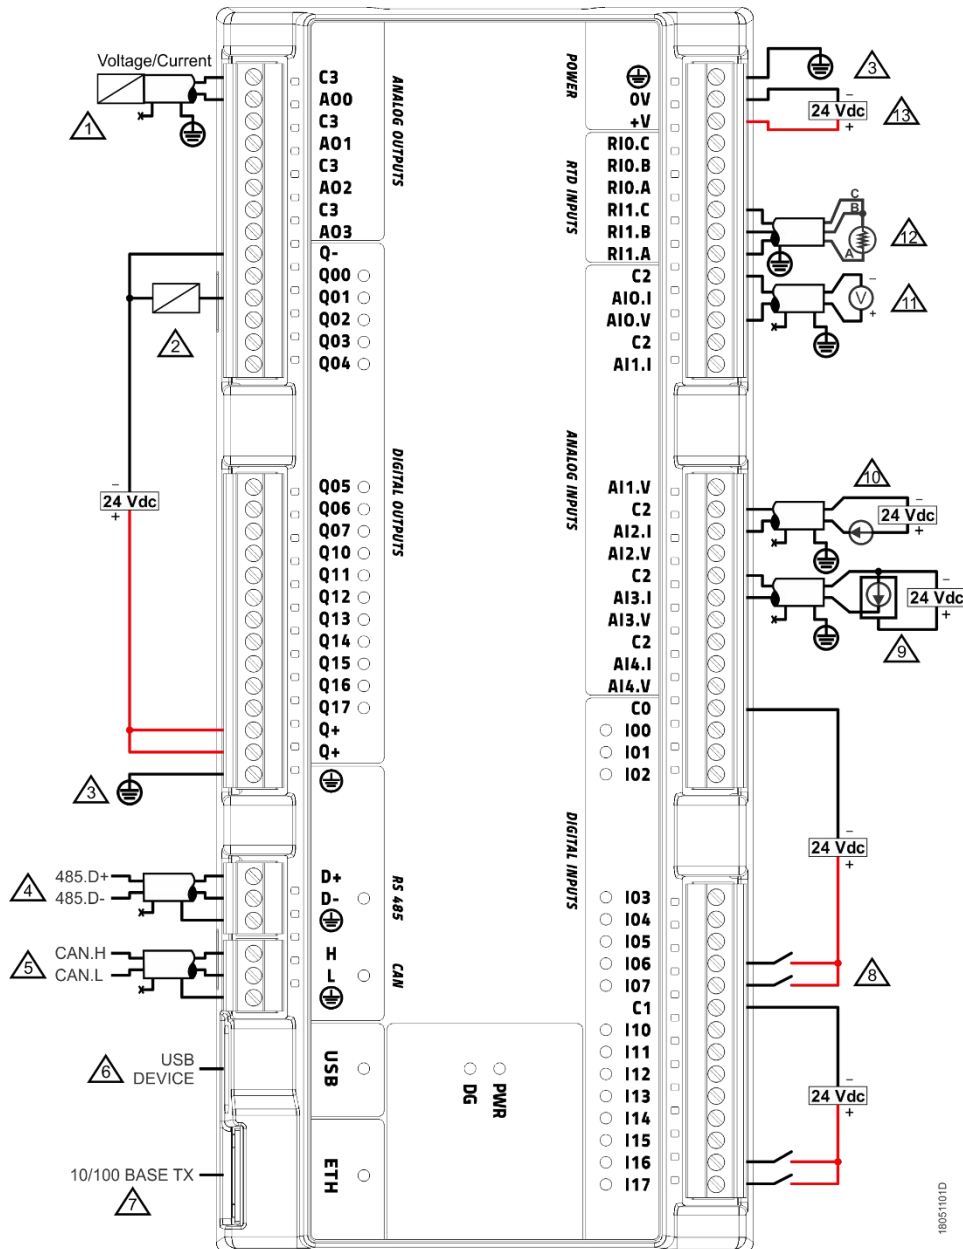 Voltage/Current
1
C3
AO0
C3
AO1
C3
AO2
C3
AO3
ANALOG OUTPUTS
Q-
Q00
Q01
Q02
Q03
Q04
2
Q05
Q06
Q07
Q10
Q11
Q12
Q13
Q14
Q15
Q16
Q17
Q+
Q+
DIGITAL OUTPUTS
−
24 Vdc
+
3
485.D+
485.D-
4
D+
D-
RS 485
CAN.H
CAN.L
5
H
L
CAN
USB
DEVICE
6
USB
10/100 BASE TX
7
ETH
DG
PWR
POWER
0V
+V
3
−
24 Vdc
+
13
RTD INPUTS
RI0.C
RI0.B
RI0.A
RI1.C
RI1.B
RI1.A
C
B
A
12
ANALOG INPUTS
C2
AI0.I
AI0.V
C2
AI1.I
−
V
+
11
AI1.V
C2
AI2.I
AI2.V
C2
AI3.I
AI3.V
C2
AI4.I
AI4.V
10
−
24 Vdc
+
−
24 Vdc
+
9
DIGITAL INPUTS
C0
I00
I01
I02
I03
I04
I05
I06
I07
−
24 Vdc
+
8
C1
I10
I11
I12
I13
I14
I15
I16
I17
−
24 Vdc
+
18051101D